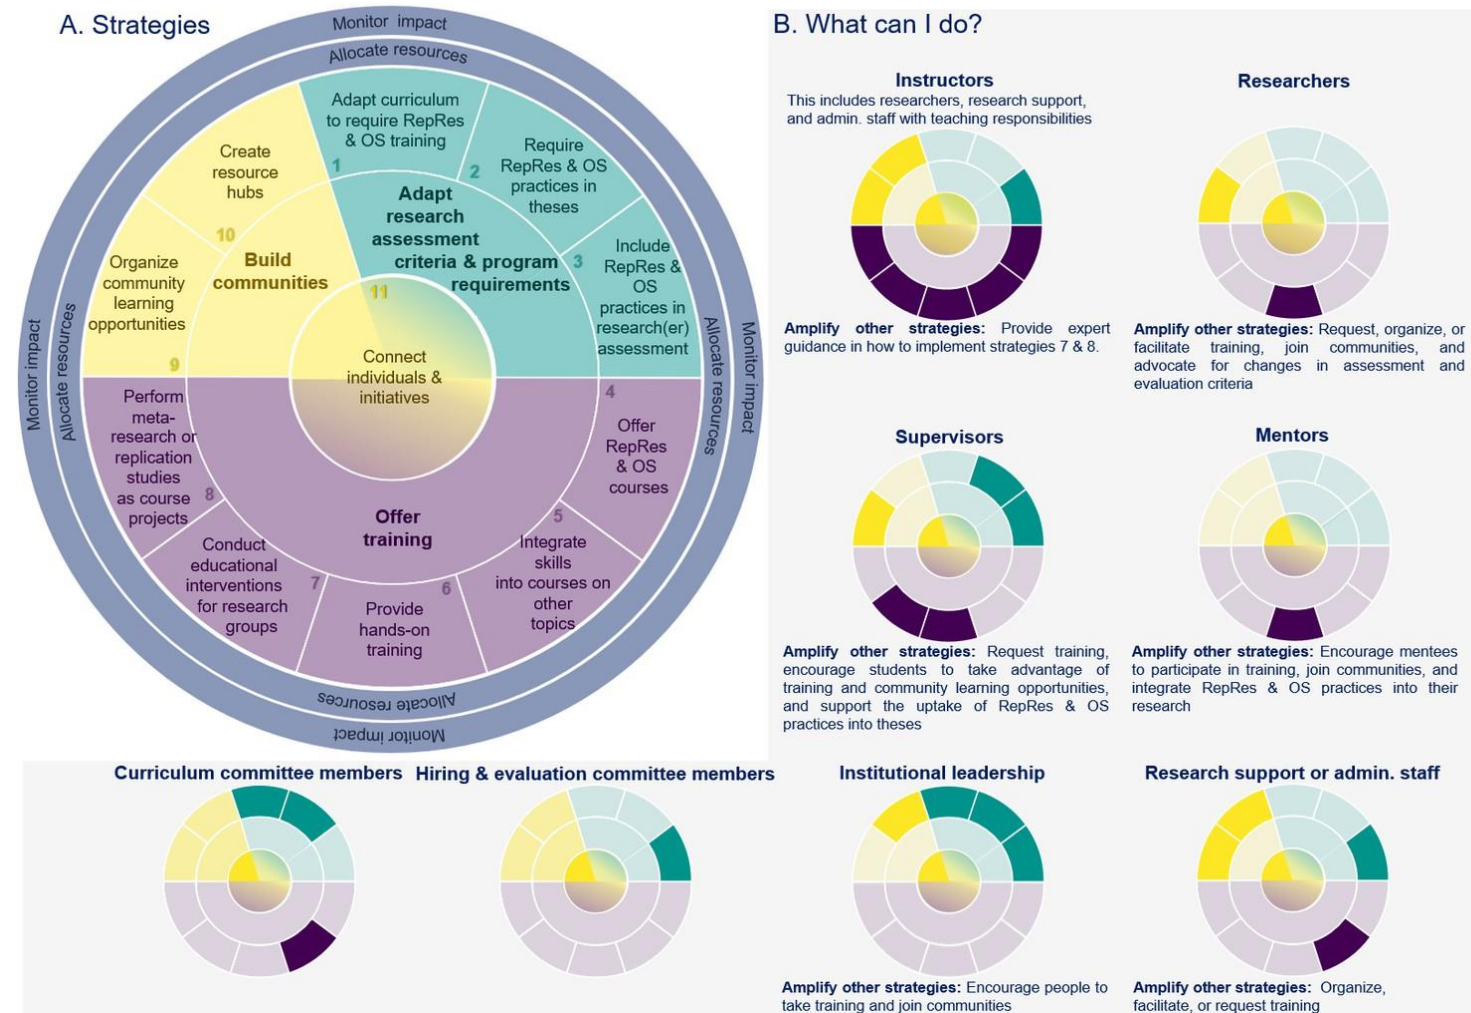 A. Strategies
Monitor impact
Allocate resources
Monitor impact
Allocate resources
Allocate resources
Monitor impact
Allocate resources
Monitor impact
Adapt curriculum
to require RepRes
& OS training
1
Require
RepRes & OS
practices in
theses
2
Include
RepRes &
OS
practices in
research(er)
assessment
3
Adapt
research
assessment
criteria & program
requirements
4
Offer
RepRes
& OS
courses
5
Integrate
skills
into courses on
other
topics
6
Provide
hands-on
training
7
Conduct
educational
interventions
for research
groups
8
Perform
meta-
research or
replication
studies
as course
projects
Offer
training
9
Organize
community
learning
opportunities
10
Create
resource
hubs
Build
communities
11
Connect
individuals &
initiatives
B. What can I do?
Instructors
This includes researchers, research support,
and admin. staff with teaching responsibilities
Amplify other strategies: Provide expert
guidance in how to implement strategies 7 & 8.
Researchers
Amplify other strategies: Request, organize, or
facilitate training, join communities, and
advocate for changes in assessment and
evaluation criteria
Supervisors
Amplify other strategies: Request training,
encourage students to take advantage of
training and community learning opportunities,
and support the uptake of RepRes & OS
practices into theses
Mentors
Amplify other strategies: Encourage mentees
to participate in training, join communities, and
integrate RepRes & OS practices into their
research
Curriculum committee members
Hiring & evaluation committee members
Institutional leadership
Amplify other strategies: Encourage people to
take training and join communities
Research support or admin. staff
Amplify other strategies: Organize,
facilitate, or request training